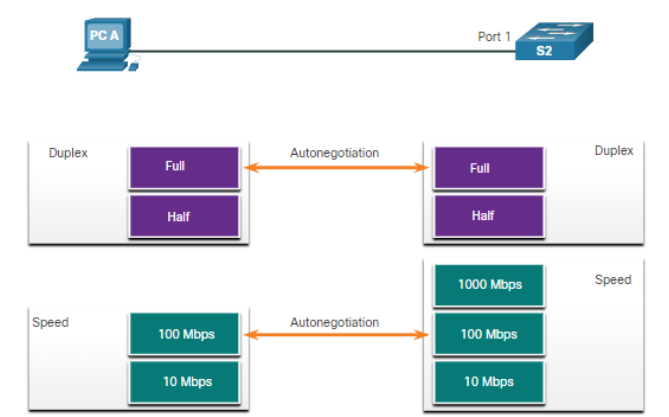 PC A
Port 1
S2
Duplex
Full
Autonegotiation
Full
Duplex
Half
Half
1000 Mbps
Speed
Speed
100 Mbps
Autonegotiation
100 Mbps
10 Mbps
10 Mbps